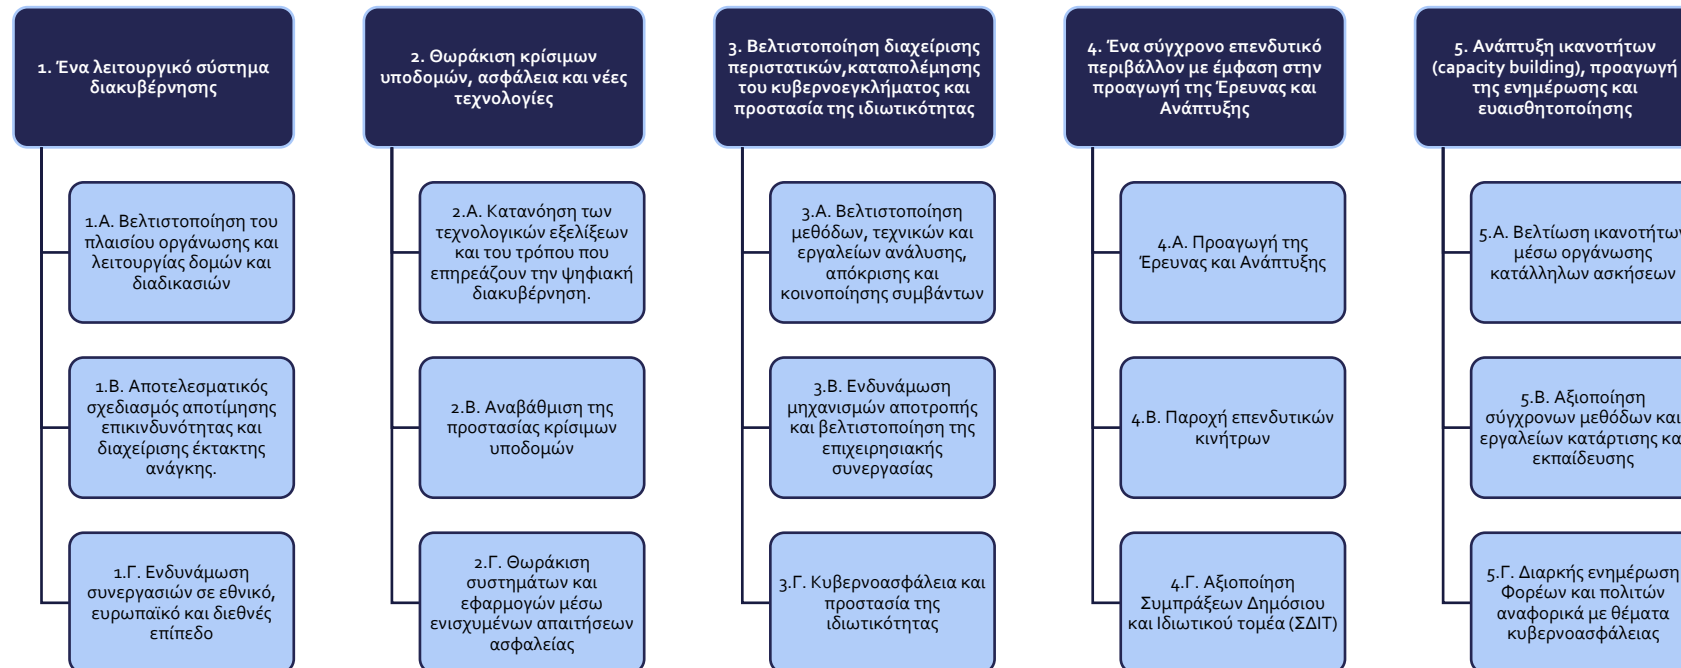 1. Ένα λειτουργικό σύστημα
διακυβέρνησης
1.Α. Βελτιστοποίηση του
πλαισίου οργάνωσης και
λειτουργίας δομών και
διαδικασιών
1.Β. Αποτελεσματικός
σχεδιασμός αποτίμησης
επικινδυνότητας και
διαχείρισης έκτακτης
ανάγκης.
1.Γ. Ενδυνάμωση
συνεργασιών σε εθνικό,
ευρωπαϊκό και διεθνές
επίπεδο
2. Θωράκιση κρίσιμων
υποδομών, ασφάλεια και νέες
τεχνολογίες
2.Α. Κατανόηση των
τεχνολογικών εξελίξεων
και του τρόπου που
επηρεάζουν την ψηφιακή
διακυβέρνηση.
2.Β. Αναβάθμιση της
προστασίας κρίσιμων
υποδομών
2.Γ. Θωράκιση
συστημάτων και
εφαρμογών μέσω
ενισχυμένων απαιτήσεων
ασφαλείας
3. Βελτιστοποίηση διαχείρισης
περιστατικών,καταπολέμησης
του κυβερνοεγκλήματος και
προστασία της ιδιωτικότητας
3.Α. Βελτιστοποίηση
μεθόδων, τεχνικών και
εργαλείων ανάλυσης,
απόκρισης και
κοινοποίησης συμβάντων
3.Β. Ενδυνάμωση
μηχανισμών αποτροπής
και βελτιστοποίηση της
επιχειρησιακής
συνεργασίας
3.Γ. Κυβερνοασφάλεια και
προστασία της
ιδιωτικότητας
4. Ένα σύγχρονο επενδυτικό
περιβάλλον με έμφαση στην
προαγωγή της Έρευνας και
Ανάπτυξης
4.Α. Προαγωγή της
Έρευνας και Ανάπτυξης
4.Β. Παροχή επενδυτικών
κινήτρων
4.Γ. Αξιοποίηση
Συμπράξεων Δημόσιου
και Ιδιωτικού τομέα (ΣΔΙΤ)
5. Ανάπτυξη ικανοτήτων
(capacity building), προαγωγή
της ενημέρωσης και
ευαισθητοποίησης
5.Α. Βελτίωση ικανοτήτων
μέσω οργάνωσης
κατάλληλων ασκήσεων
5.Β. Αξιοποίηση
σύγχρονων μεθόδων και
εργαλείων κατάρτισης και
εκπαίδευσης
5.Γ. Διαρκής ενημέρωση
Φορέων και πολιτών
αναφορικά με θέματα
κυβερνοασφάλειας